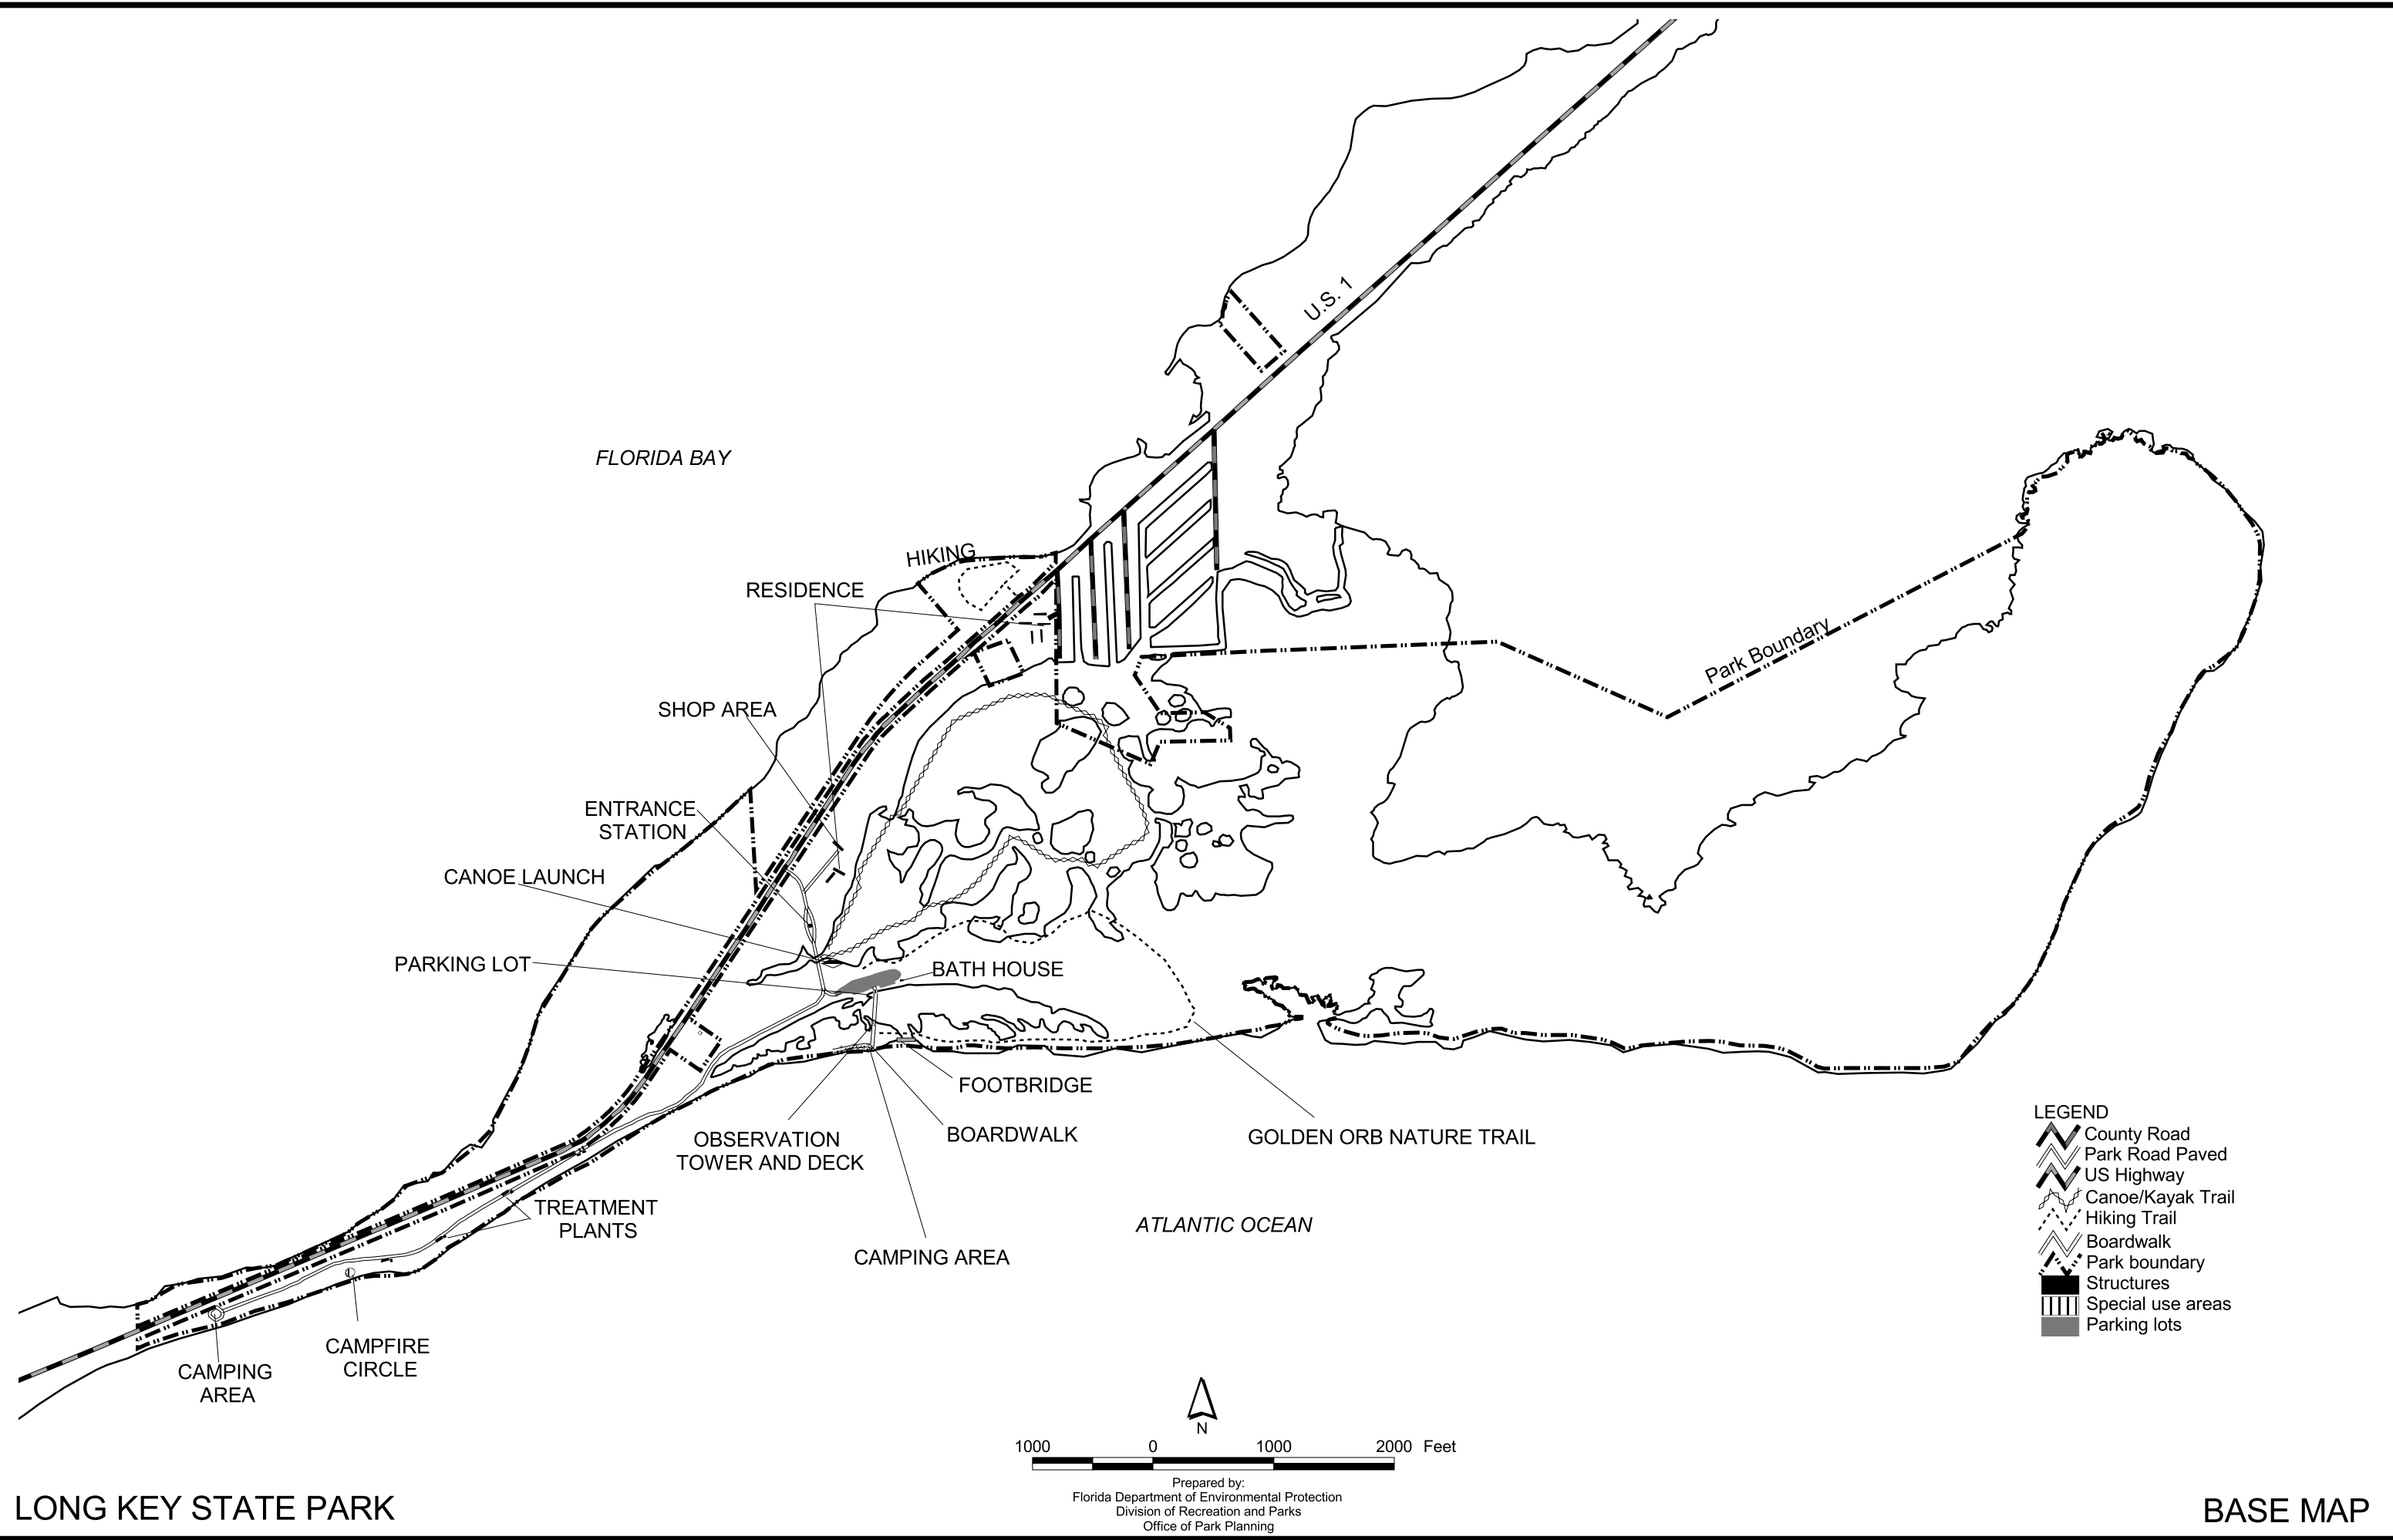 U.S. 1
FLORIDA BAY
HIKING
RESIDENCE
Park Boundary
SHOP AREA
ENTRANCE
STATION
CANOE LAUNCH
PARKING LOT
BATH HOUSE
FOOTBRIDGE
BOARDWALK
OBSERVATION
TOWER AND DECK
GOLDEN ORB NATURE TRAIL
TREATMENT
PLANTS
ATLANTIC OCEAN
CAMPING AREA
CAMPFIRE
CIRCLE
CAMPING
AREA
LEGEND
County Road
Park Road Paved
US Highway
Canoe/Kayak Trail
Hiking Trail
Boardwalk
Park boundary
Structures
Special use areas
Parking lots
N
1000 0 1000 2000 Feet
Prepared by:
Florida Department of Environmental Protection
Division of Recreation and Parks
Office of Park Planning
LONG KEY STATE PARK
BASE MAP